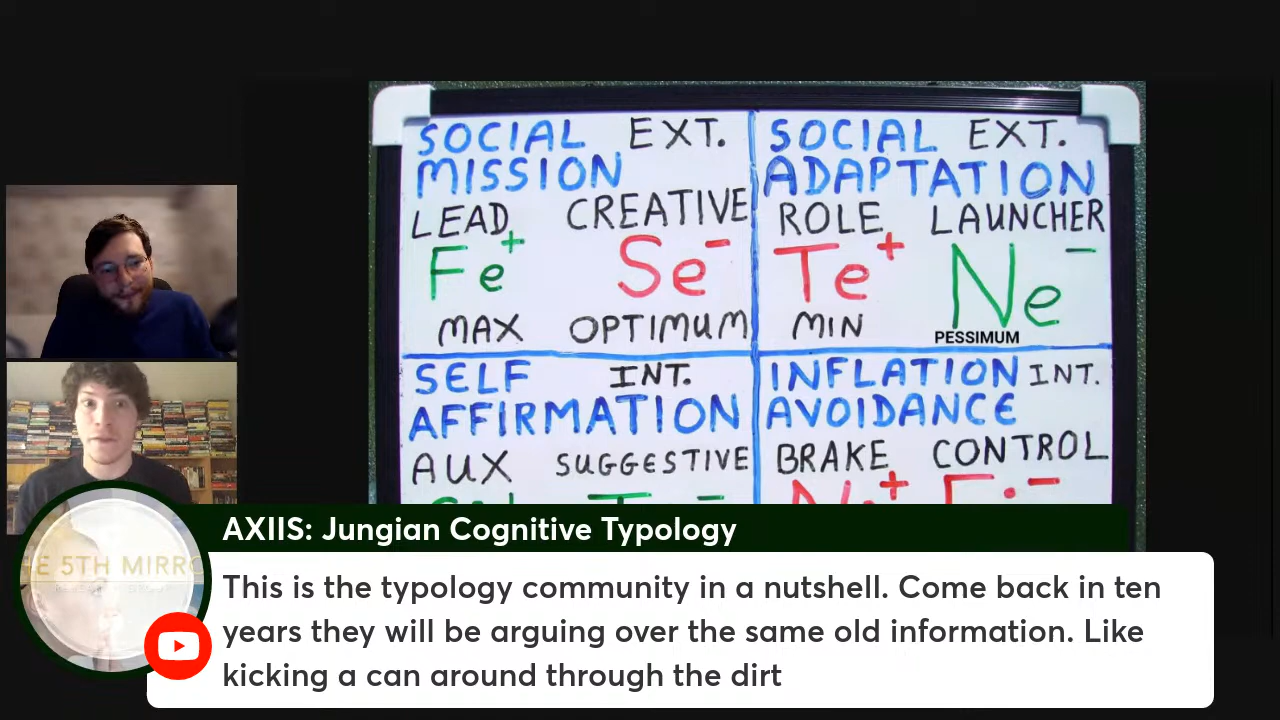 SOCIAL EXT.
MISSION
LEAD CREATIVE
Fe+ Se-
MAX OPTIMUM
SOCIAL EXT.
ADAPTATION
ROLE LAUNCHER
Te+ Ne-
MIN PESSIMUM
SELF INT.
AFFIRMATION
AUX SUGGESTIVE
INFLATION INT.
AVOIDANCE
BRAKE CONTROL
5TH
AXIIS: Jungian Cognitive Typology
This is the typology community in a nutshell. Come back in ten
years they will be arguing over the same old information. Like
kicking a can around through the dirt